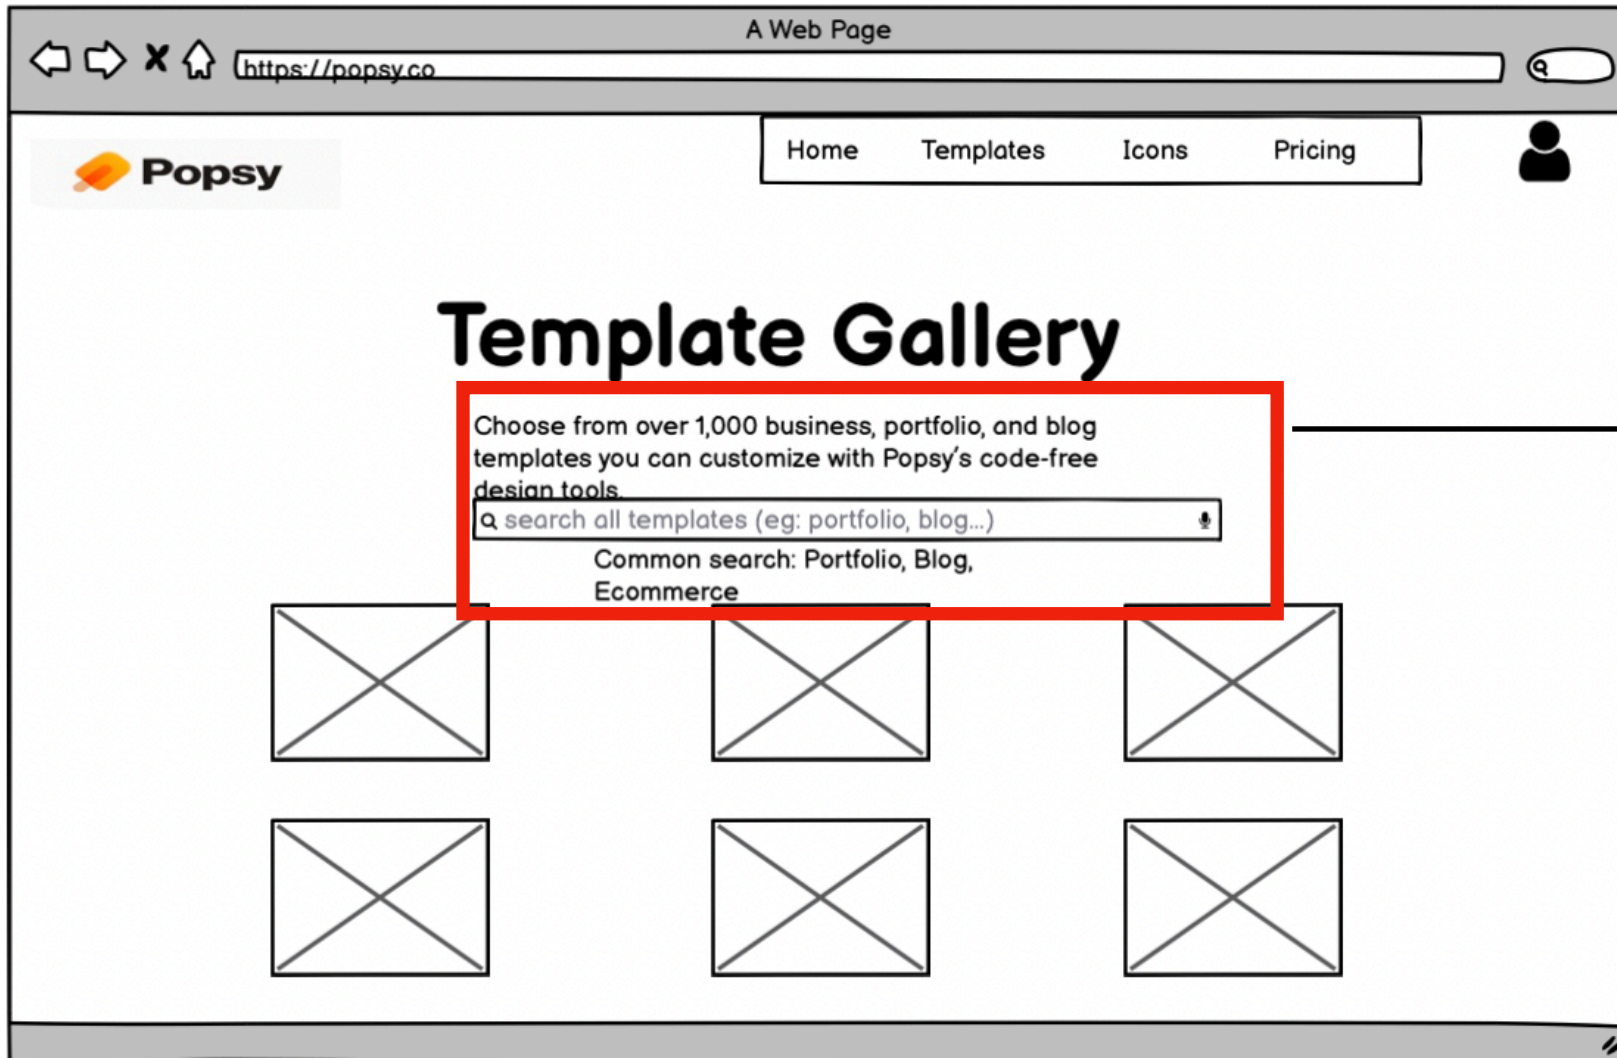 A Web Page
https://popsy.co
Popsy
Home Templates Icons Pricing
Template Gallery
Choose from over 1,000 business, portfolio, and blog
templates you can customize with Popsy's code-free
design tools.
search all templates (eg: portfolio, blog...)
Common search: Portfolio, Blog,
Ecommerce